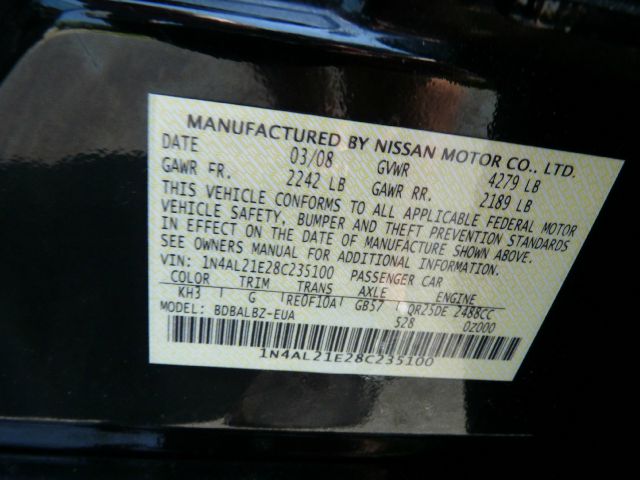 MANUFACTURED BY NISSAN MOTOR CO., LTD.
DATE 03/08 GVWR 4279 LB
GAWR FR. 2242 LB GAWR RR. 2189 LB
THIS VEHICLE CONFORMS TO ALL APPLICABLE FEDERAL MOTOR
VEHICLE SAFETY, BUMPER AND THEFT PREVENTION STANDARDS
IN EFFECT ON THE DATE OF MANUFACTURE SHOWN ABOVE.
SEE OWNERS MANUAL FOR ADDITIONAL INFORMATION.
VIN: 1N4AL21E28C235100 PASSENGER CAR
COLOR TRIM TRANS AXLE ENGINE
KH3 G RE0F10A GB57 QR25DE 2488CC
MODEL: BDBALBZ-EUA 528 0Z000
1N4AL21E28C235100